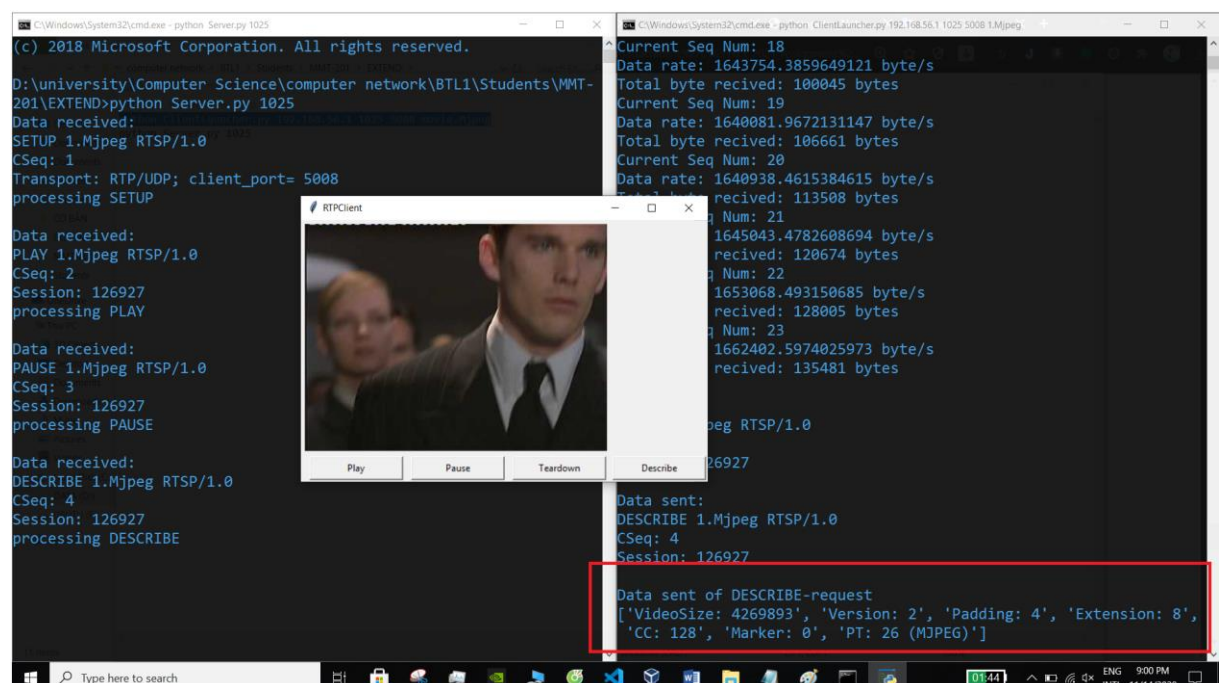 C:\Windows\System32\cmd.exe - python Server.py 1025
(c) 2018 Microsoft Corporation. All rights reserved.
D:\university\Computer Science\computer network\BTL1\Students\MMT-
201\EXTEND>python Server.py 1025
Data received:
SETUP 1.Mjpeg RTSP/1.0
CSeq: 1
Transport: RTP/UDP; client_port= 5008
processing SETUP
Data received:
PLAY 1.Mjpeg RTSP/1.0
CSeq: 2
Session: 126927
processing PLAY
Data received:
PAUSE 1.Mjpeg RTSP/1.0
CSeq: 3
Session: 126927
processing PAUSE
Data received:
DESCRIBE 1.Mjpeg RTSP/1.0
CSeq: 4
Session: 126927
processing DESCRIBE
RTPClient
Play Pause Teardown Describe
C:\Windows\System32\cmd.exe - python ClientLauncher.py 192.168.56.1 1025 5008 1.Mjpeg
Current Seq Num: 18
Data rate: 1643754.3859649121 byte/s
Total byte recived: 100045 bytes
Current Seq Num: 19
Data rate: 1640081.9672131147 byte/s
Total byte recived: 106661 bytes
Current Seq Num: 20
Data rate: 1640938.4615384615 byte/s
recived: 113508 bytes
Num: 21
1645043.4782608694 byte/s
recived: 120674 bytes
Num: 22
1653068.493150685 byte/s
recived: 128005 bytes
Num: 23
1662402.5974025973 byte/s
recived: 135481 bytes
peg RTSP/1.0
26927
Data sent:
DESCRIBE 1.Mjpeg RTSP/1.0
CSeq: 4
Session: 126927
Data sent of DESCRIBE-request
['VideoSize: 4269893', 'Version: 2', 'Padding: 4', 'Extension: 8',
'CC: 128', 'Marker: 0', 'PT: 26 (MJPEG)']
Type here to search
01:44
ENG
9:00 PM